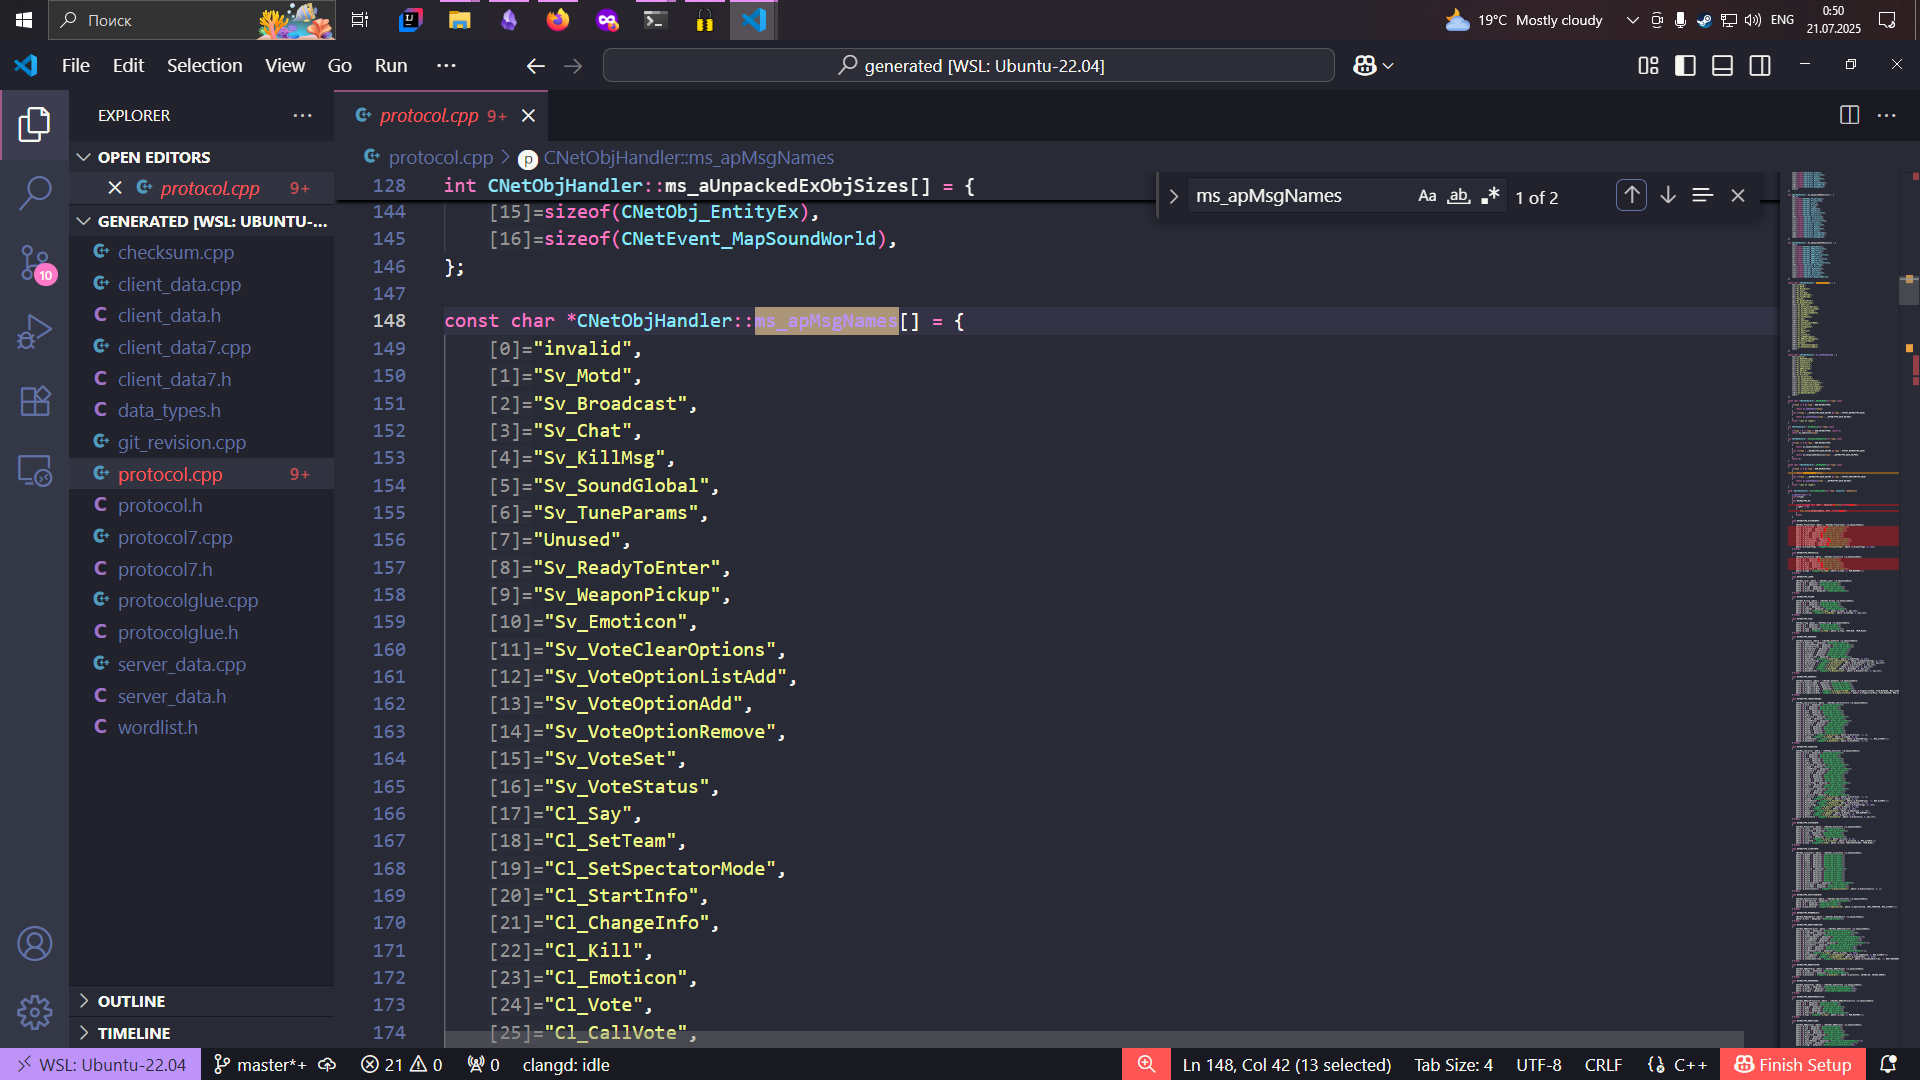 Поиск
19°C Mostly cloudy
ENG
0:50
21.07.2025
File Edit Selection View Go Run ···
generated [WSL: Ubuntu-22.04]
EXPLORER
OPEN EDITORS
protocol.cpp 9+
GENERATED [WSL: UBUNTU-...
checksum.cpp
client_data.cpp
client_data.h
client_data7.cpp
client_data7.h
data_types.h
git_revision.cpp
protocol.cpp 9+
protocol.h
protocol7.cpp
protocol7.h
protocolglue.cpp
protocolglue.h
server_data.cpp
server_data.h
wordlist.h
OUTLINE
TIMELINE
10
protocol.cpp 9+
protocol.cpp > CNetObjHandler::ms_apMsgNames
ms_apMsgNames Aa ab .* 1 of 2
128 int CNetObjHandler::ms_aUnpackedExObjSizes[] = {
144 [15]=sizeof(CNetObj_EntityEx),
145 [16]=sizeof(CNetEvent_MapSoundWorld),
146 };
147
148 const char *CNetObjHandler::ms_apMsgNames[] = {
149 [0]="invalid",
150 [1]="Sv_Motd",
151 [2]="Sv_Broadcast",
152 [3]="Sv_Chat",
153 [4]="Sv_KillMsg",
154 [5]="Sv_SoundGlobal",
155 [6]="Sv_TuneParams",
156 [7]="Unused",
157 [8]="Sv_ReadyToEnter",
158 [9]="Sv_WeaponPickup",
159 [10]="Sv_Emoticon",
160 [11]="Sv_VoteClearOptions",
161 [12]="Sv_VoteOptionListAdd",
162 [13]="Sv_VoteOptionAdd",
163 [14]="Sv_VoteOptionRemove",
164 [15]="Sv_VoteSet",
165 [16]="Sv_VoteStatus",
166 [17]="Cl_Say",
167 [18]="Cl_SetTeam",
168 [19]="Cl_SetSpectatorMode",
169 [20]="Cl_StartInfo",
170 [21]="Cl_ChangeInfo",
171 [22]="Cl_Kill",
172 [23]="Cl_Emoticon",
173 [24]="Cl_Vote",
174 [25]="Cl_CallVote",
WSL: Ubuntu-22.04 master*+ 21 0 0 clangd: idle Ln 148, Col 42 (13 selected) Tab Size: 4 UTF-8 CRLF {} C++ Finish Setup